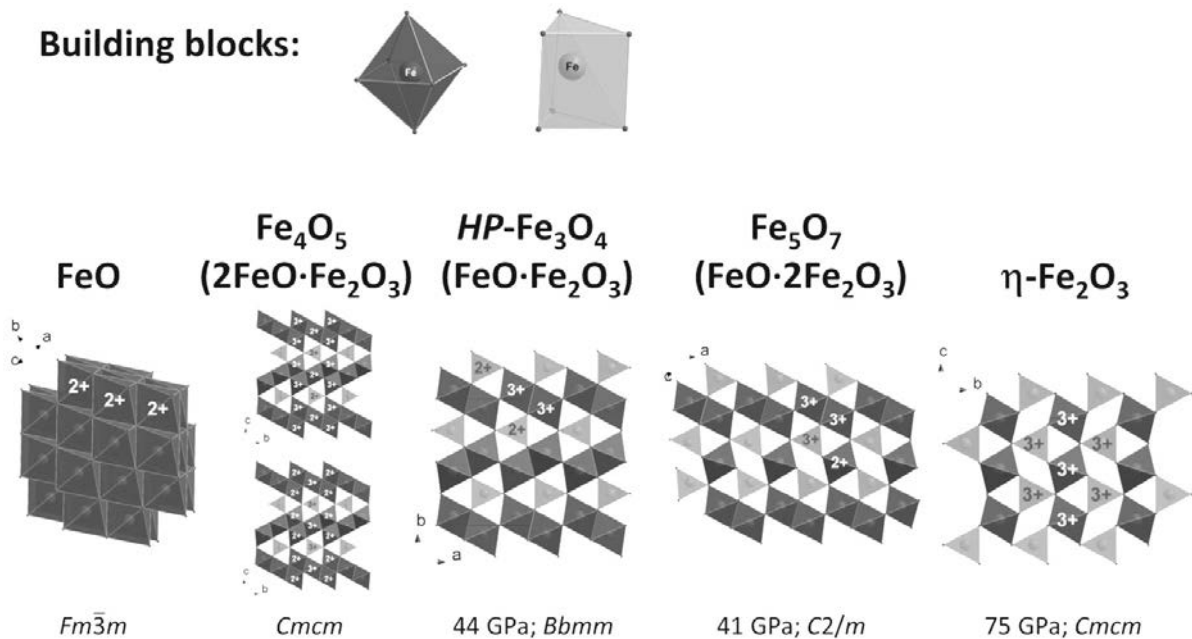 Building blocks:
Fe
Fe
FeO
Fe₄O₅
(2FeO·Fe₂O₃)
HP-Fe₃O₄
(FeO·Fe₂O₃)
Fe₅O₇
(FeO·2Fe₂O₃)
η-Fe₂O₃
b a
c
2+ 2+ 2+
c b
c b
2+
3+
3+
2+
b
a
a
c
3+
3+
3+
2+
c
b
3+
3+ 3+
3+
3+ 3+
3+
Fm3̄m
Cmcm
44 GPa; Bbmm
41 GPa; C2/m
75 GPa; Cmcm